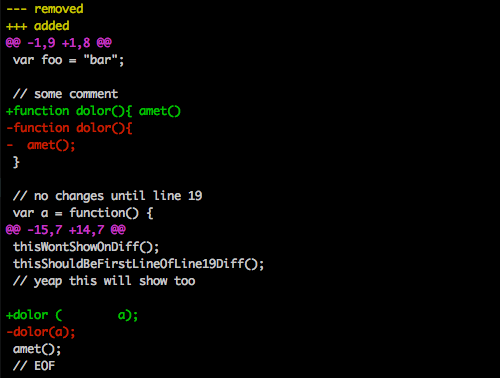 --- removed
+++ added
@@ -1,9 +1,8 @@
 var foo = "bar";

 // some comment
+function dolor(){ amet()
-function dolor(){
-  amet();
 }

 // no changes until line 19
 var a = function() {
@@ -15,7 +14,7 @@
 thisWontShowOnDiff();
 thisShouldBeFirstLineOfLine19Diff();
 // yeap this will show too

+dolor (        a);
-dolor(a);
 amet();
 // EOF